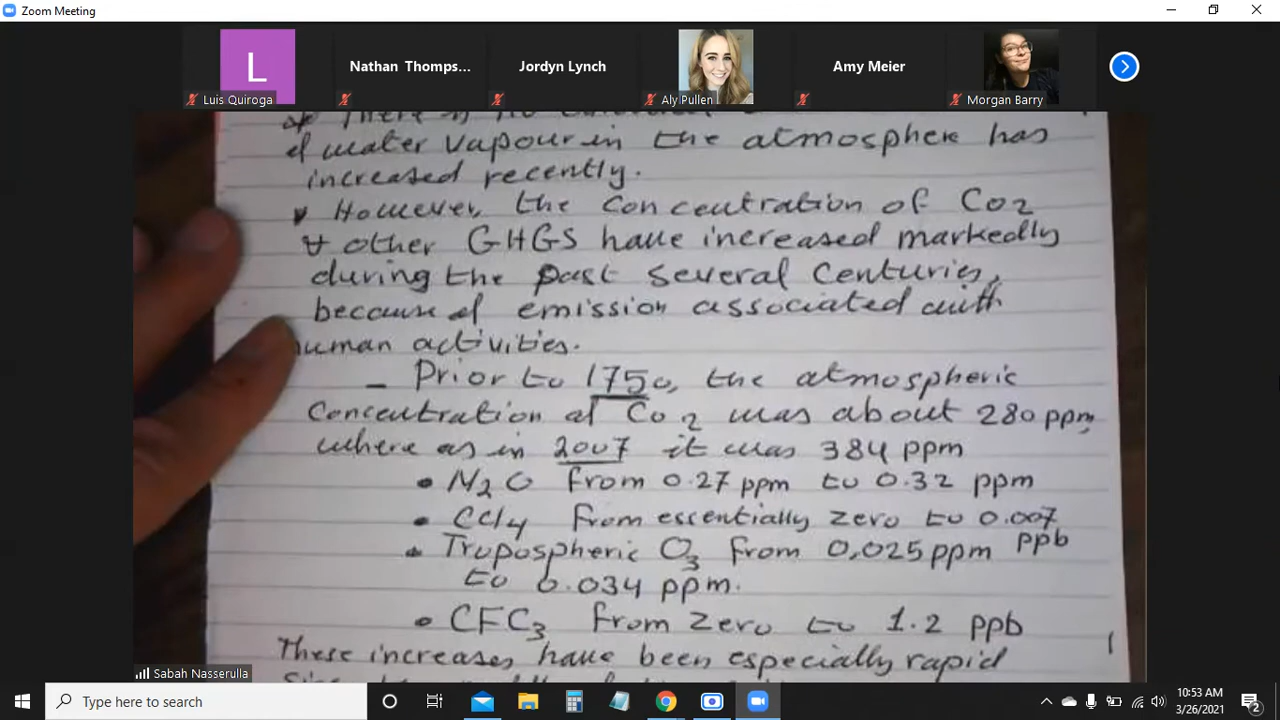 Zoom Meeting
L
Luis Quiroga
Nathan Thomps...
Jordyn Lynch
Aly Pullen
Amy Meier
Morgan Barry
There is no
of water vapour in the atmosphere has
increased recently.
However, the concentration of Co2
& other GHGS have increased markedly
during the past several centuries,
because of emission associated with
human activities.
– Prior to 1750, the atmospheric
concentration of Co2 was about 280 ppm,
where as in 2007 it was 384 ppm
• N2O from 0.27 ppm to 0.32 ppm
• CCl4 from essentially zero to 0.007
ppb
• Tropospheric O3 from 0.025 ppm
to 0.034 ppm.
• CFC3 from zero to 1.2 ppb
These increases have been especially rapid
Sabah Nasserulla
Type here to search
10:53 AM
3/26/2021
2